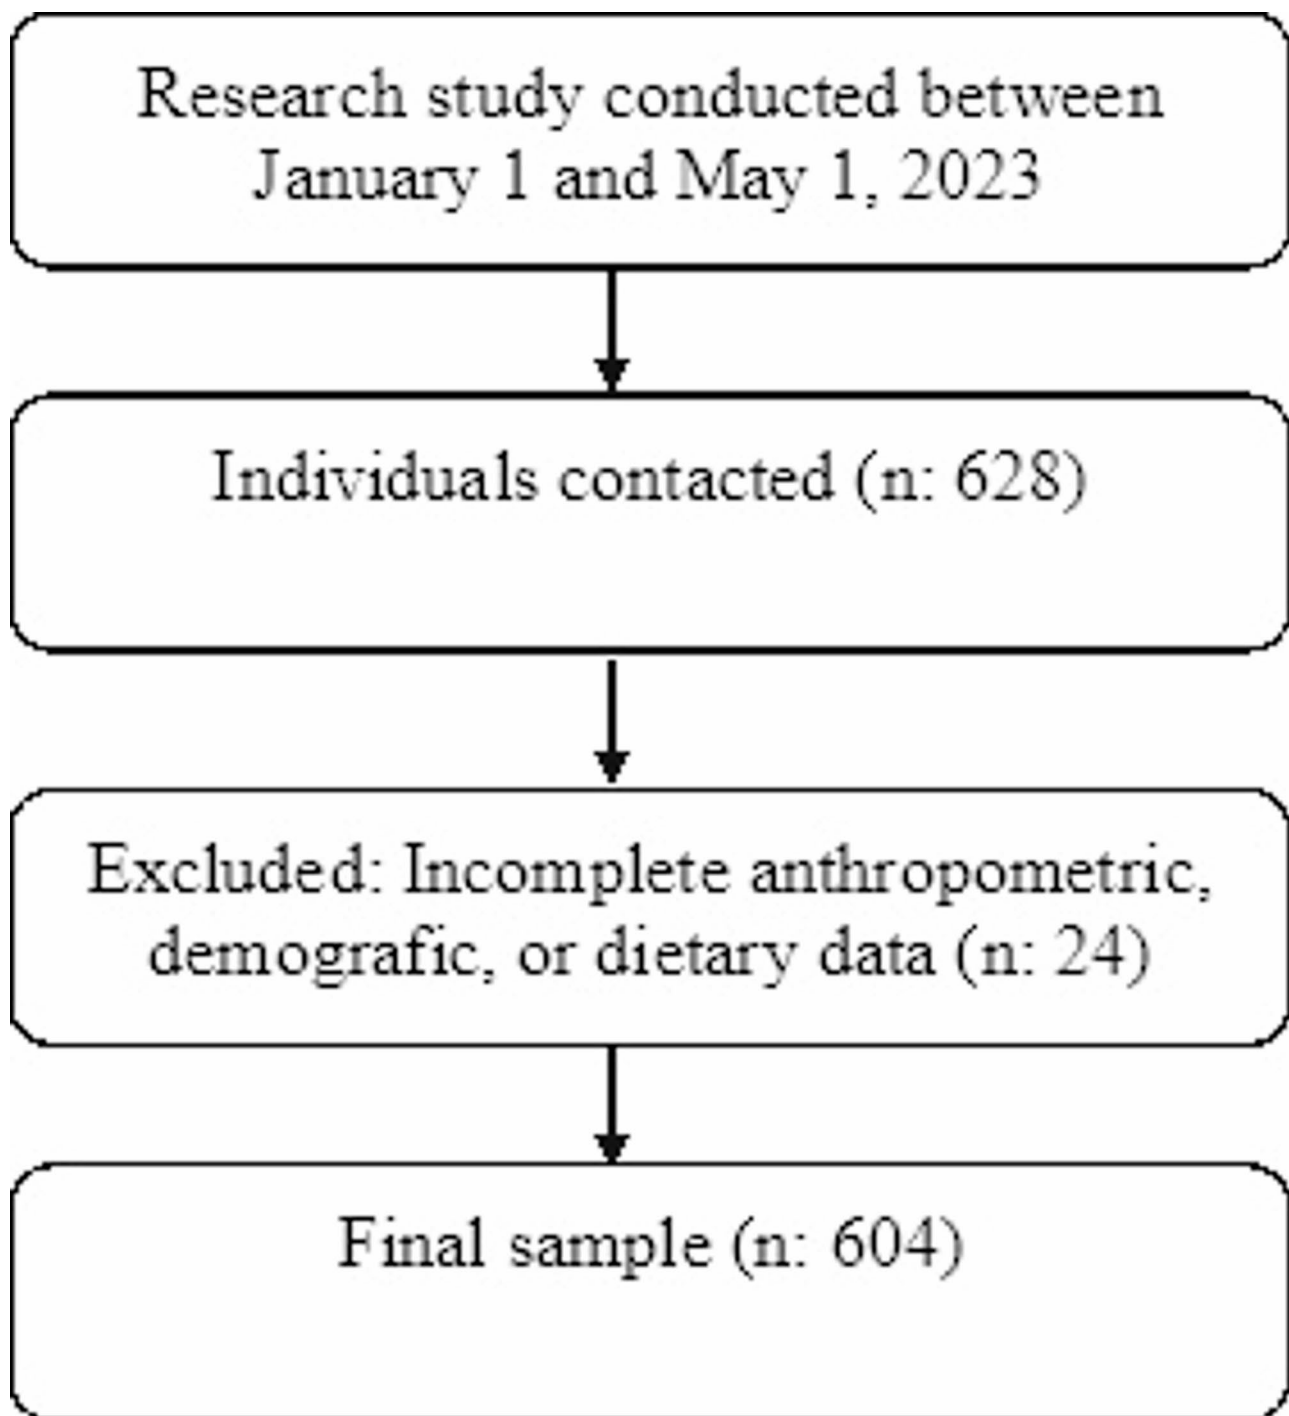 Research study conducted between
January 1 and May 1, 2023
Individuals contacted (n: 628)
Excluded: Incomplete anthropometric,
demografic, or dietary data (n: 24)
Final sample (n: 604)